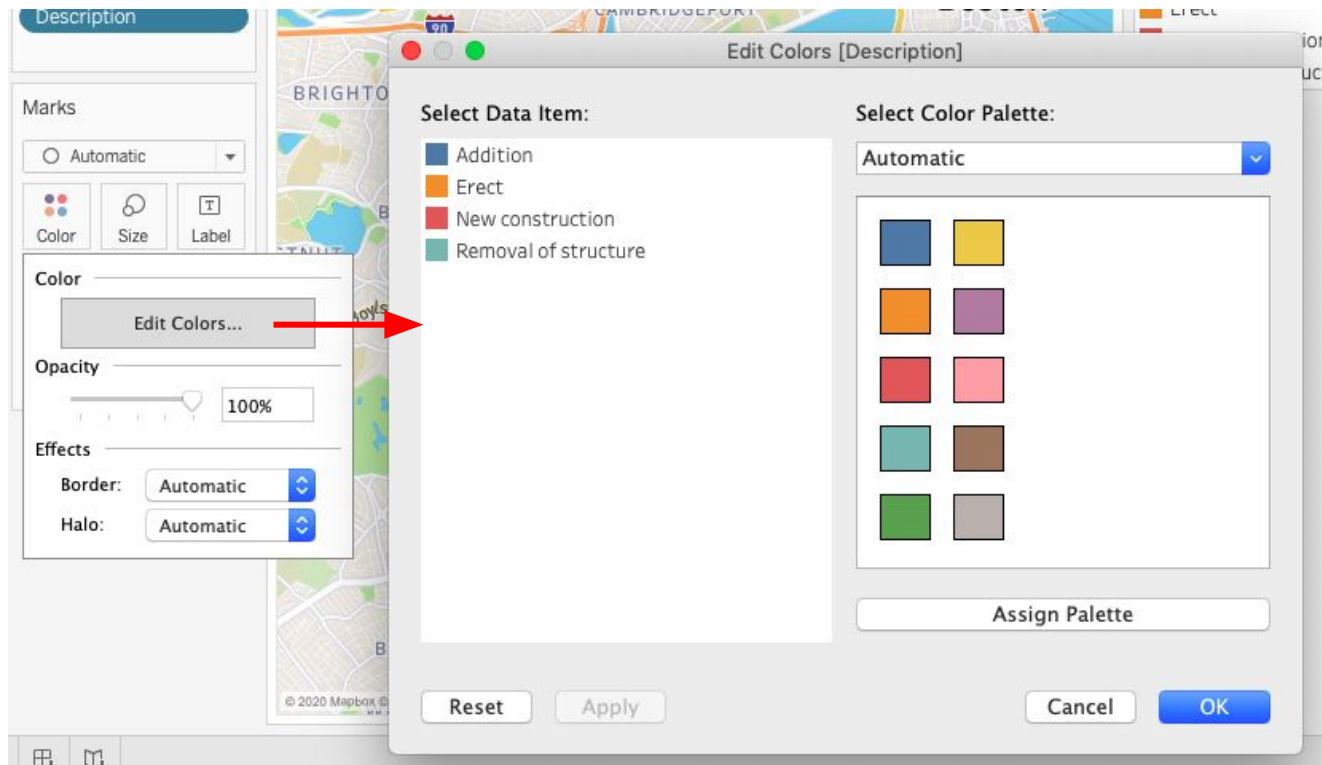 Description
90
CAMBRIDGEPORT
Boston
Erect
Edit Colors [Description]
BRIGHTO
Marks
Automatic
Color
Size
T
Label
Select Data Item:
Addition
Erect
New construction
Removal of structure
Select Color Palette:
Automatic
Color
Edit Colors...
Opacity
100%
Effects
Border:
Automatic
Halo:
Automatic
Assign Palette
B
© 2020 Mapbox ©
Reset
Apply
Cancel
OK